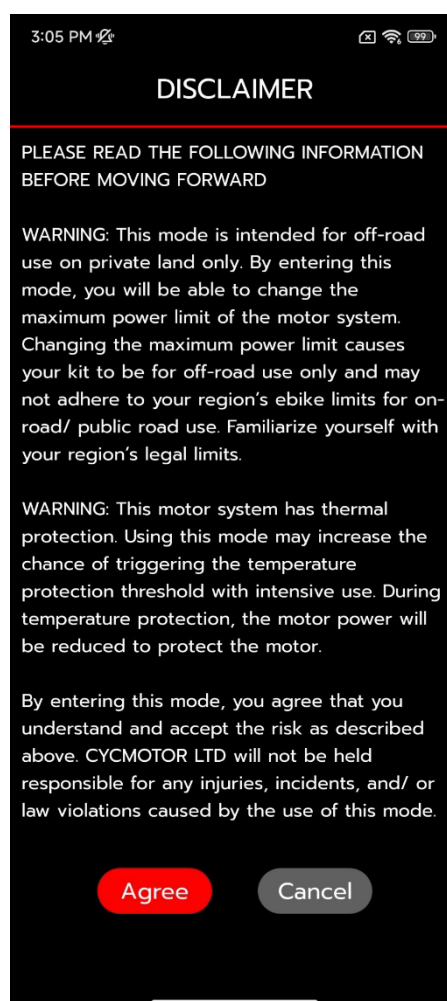 3:05 PM
99
DISCLAIMER
PLEASE READ THE FOLLOWING INFORMATION
BEFORE MOVING FORWARD
WARNING: This mode is intended for off-road
use on private land only. By entering this
mode, you will be able to change the
maximum power limit of the motor system.
Changing the maximum power limit causes
your kit to be for off-road use only and may
not adhere to your region's ebike limits for on-
road/ public road use. Familiarize yourself with
your region's legal limits.
WARNING: This motor system has thermal
protection. Using this mode may increase the
chance of triggering the temperature
protection threshold with intensive use. During
temperature protection, the motor power will
be reduced to protect the motor.
By entering this mode, you agree that you
understand and accept the risk as described
above. CYCMOTOR LTD will not be held
responsible for any injuries, incidents, and/ or
law violations caused by the use of this mode.
Agree
Cancel